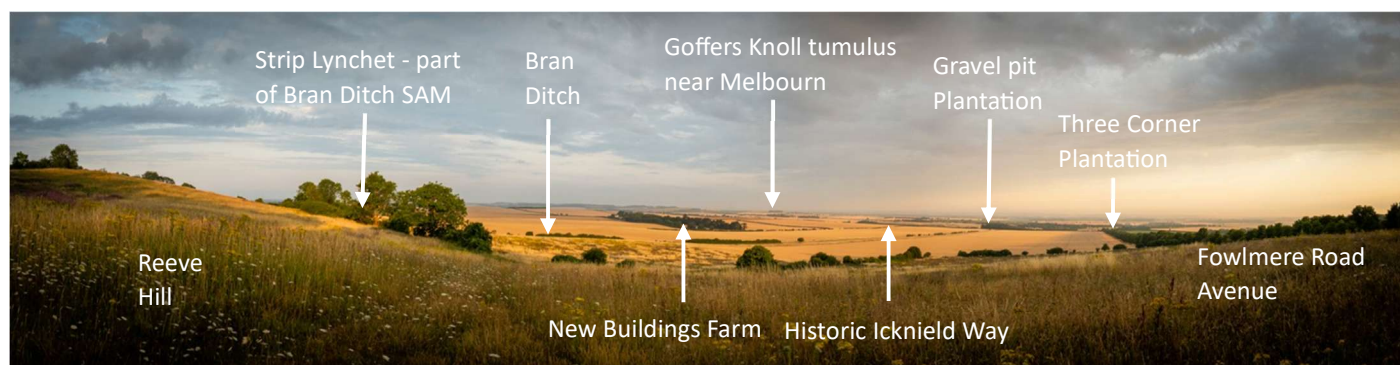 Strip Lynchet - part
of Bran Ditch SAM
Bran
Ditch
Goffers Knoll tumulus
near Melbourn
Gravel pit
Plantation
Three Corner
Plantation
Reeve
Hill
New Buildings Farm
Historic Icknield Way
Fowlmere Road
Avenue